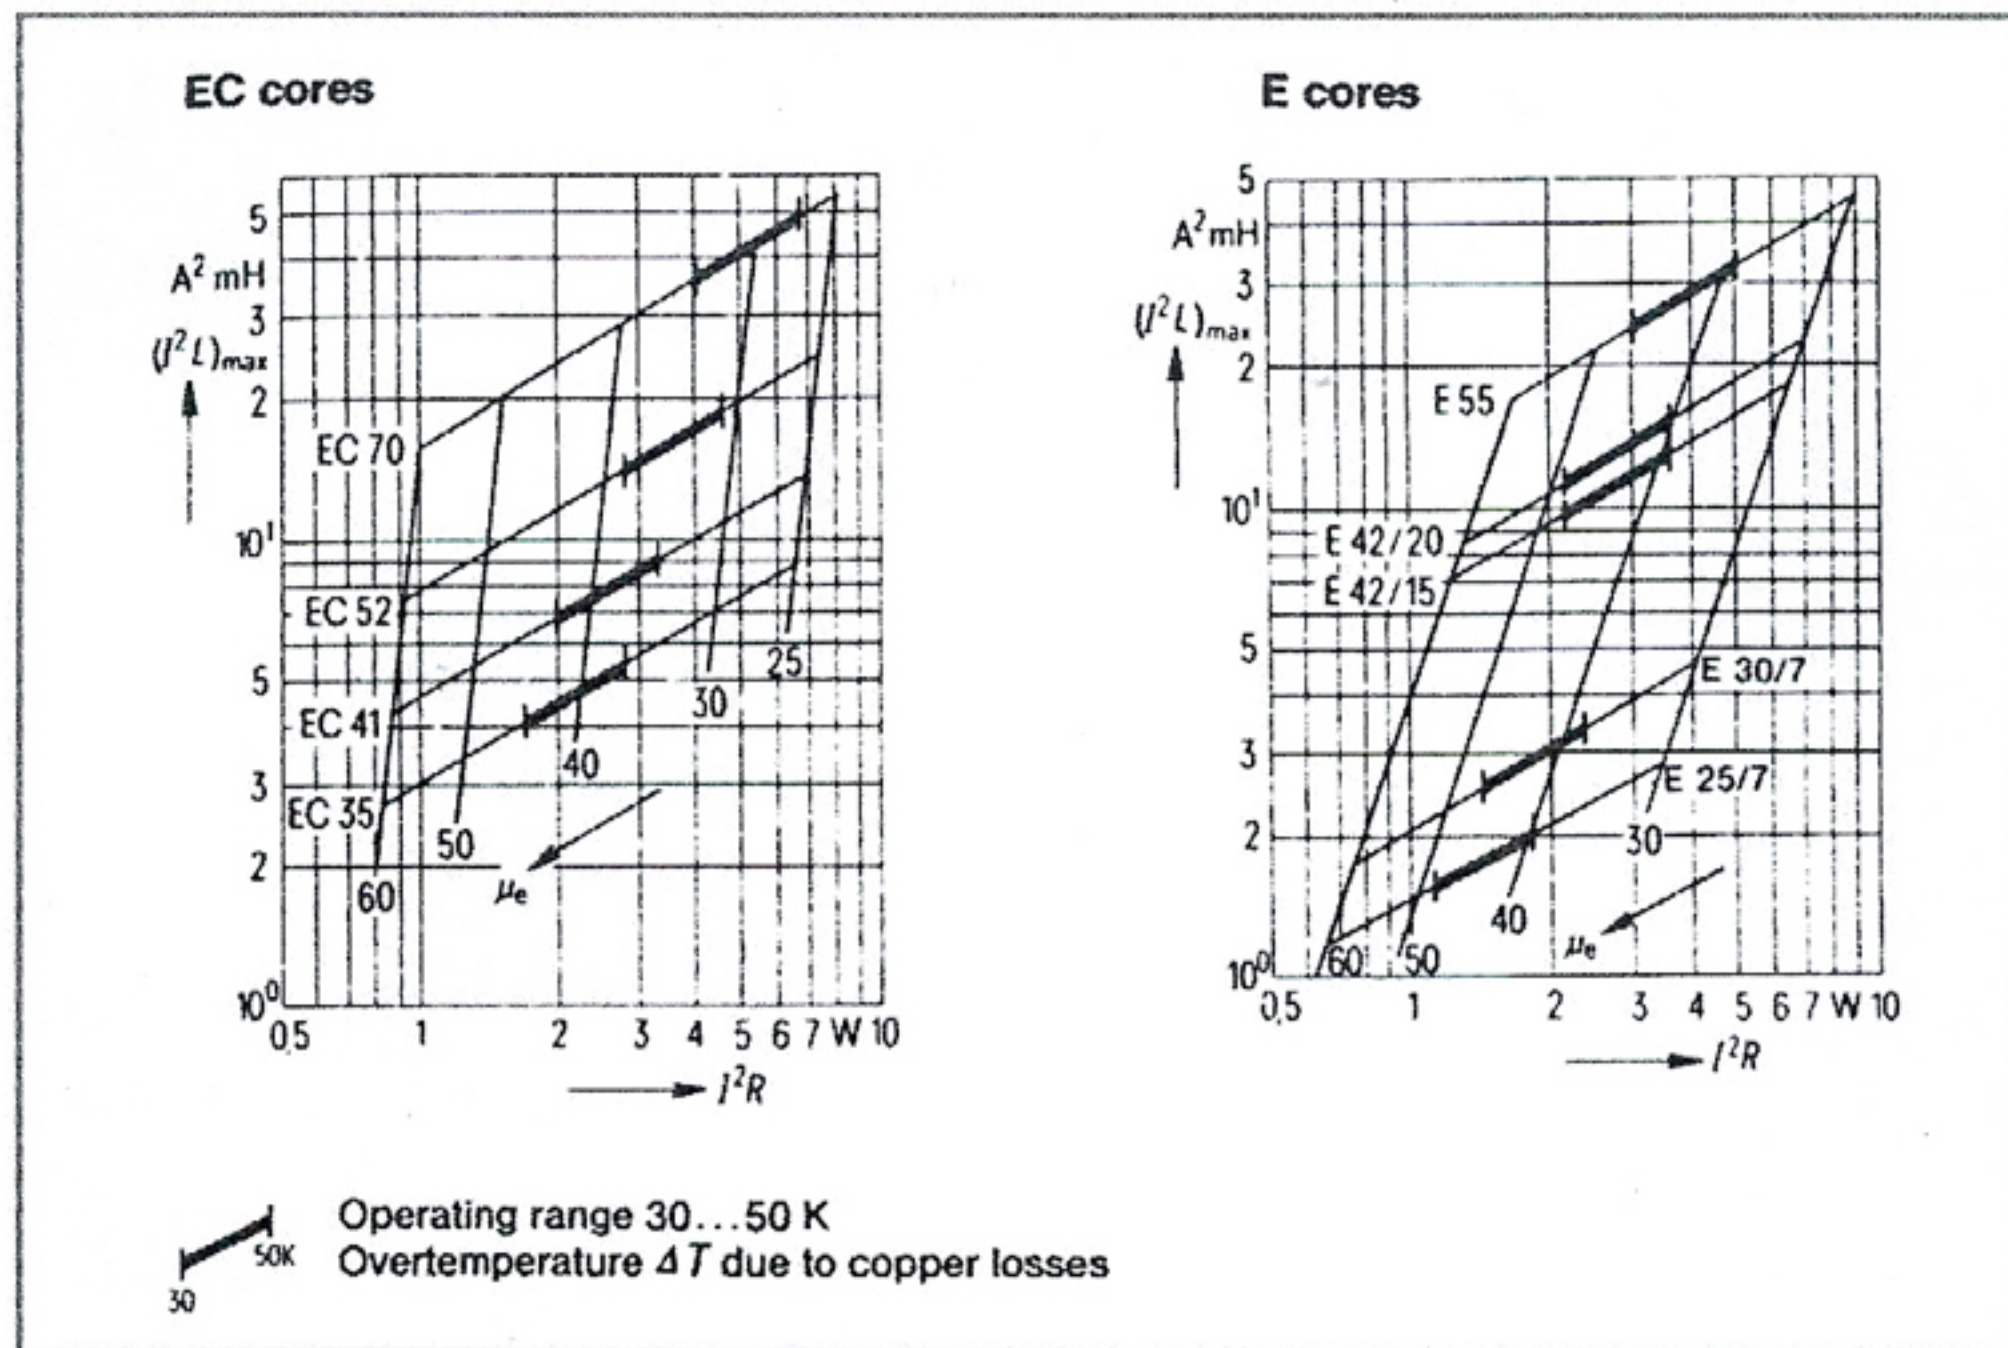 EC cores
5
A² mH
3
(I²L)max
2
EC 70
10¹
EC 52
5
EC 41
3
EC 35
2
10⁰
60
50
40
30
25
μe
0,5 1 2 3 4 5 6 7 W 10
I²R
E cores
5
A² mH
3
(I²L)max
2
E 55
10¹
E 42/20
E 42/15
5
E 30/7
3
E 25/7
2
30
40
60
50
μe
10⁰
0,5 1 2 3 4 5 6 7 W 10
I²R
Operating range 30...50 K
50K
Overtemperature ΔT due to copper losses
30